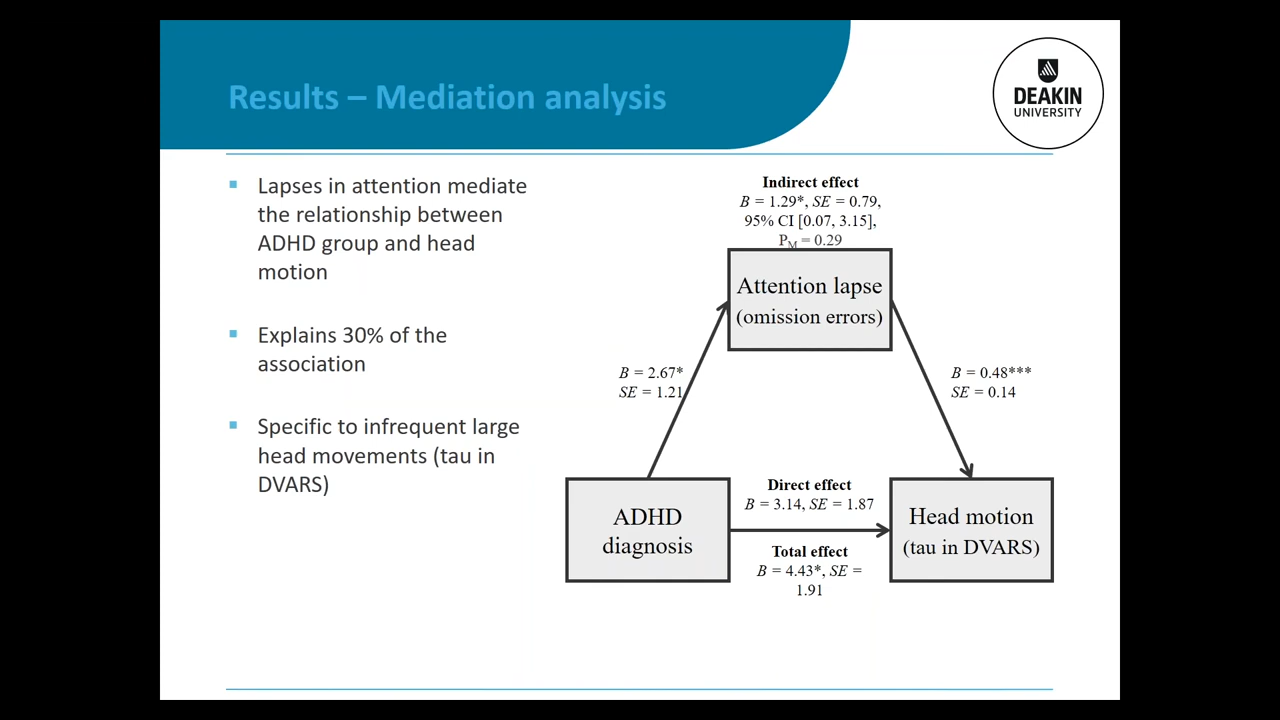 Results – Mediation analysis
DEAKIN
UNIVERSITY
▪ Lapses in attention mediate
the relationship between
ADHD group and head
motion
▪ Explains 30% of the
association
▪ Specific to infrequent large
head movements (tau in
DVARS)
Indirect effect
B = 1.29*, SE = 0.79,
95% CI [0.07, 3.15],
PM = 0.29
Attention lapse
(omission errors)
B = 2.67*
SE = 1.21
B = 0.48***
SE = 0.14
ADHD
diagnosis
Direct effect
B = 3.14, SE = 1.87
Total effect
B = 4.43*, SE =
1.91
Head motion
(tau in DVARS)